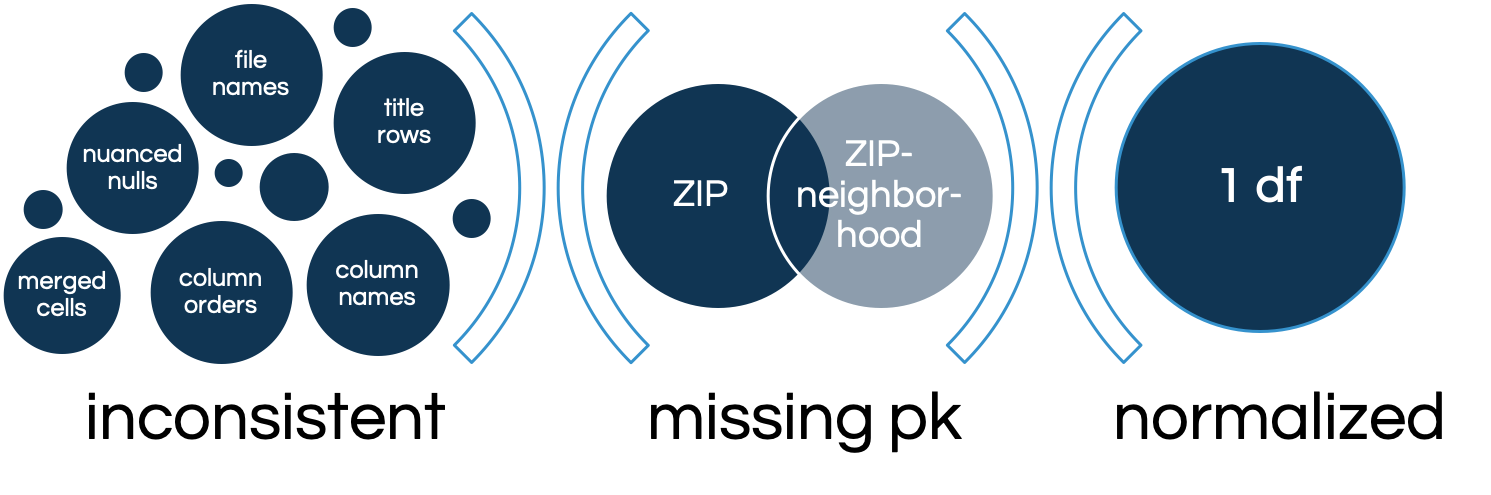 file
names
title
rows
nuanced
nulls
merged
cells
column
orders
column
names
inconsistent
ZIP
ZIP-
neighbor-
hood
missing pk
1 df
normalized